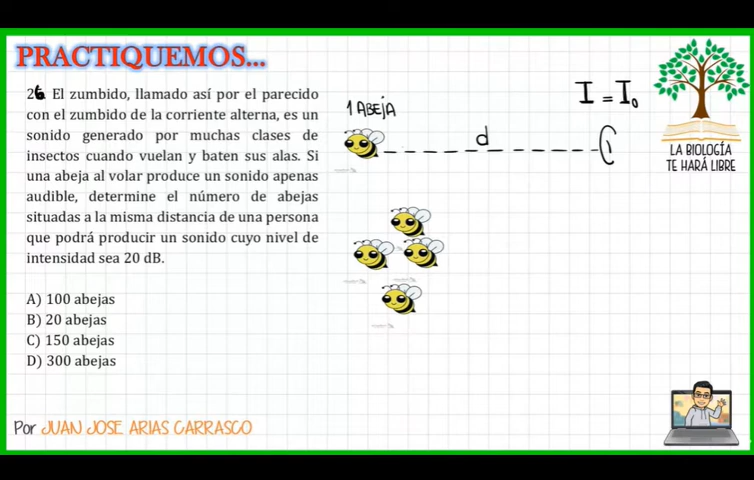 PRACTIQUEMOS...
26. El zumbido, llamado así por el parecido
con el zumbido de la corriente alterna, es un
sonido generado por muchas clases de
insectos cuando vuelan y baten sus alas. Si
una abeja al volar produce un sonido apenas
audible, determine el número de abejas
situadas a la misma distancia de una persona
que podrá producir un sonido cuyo nivel de
intensidad sea 20 dB.
A) 100 abejas
B) 20 abejas
C) 150 abejas
D) 300 abejas
Por JUAN JOSE ARIAS CARRASCO
1 ABEJA
d
I = I₀
LA BIOLOGÍA
TE HARÁ LIBRE